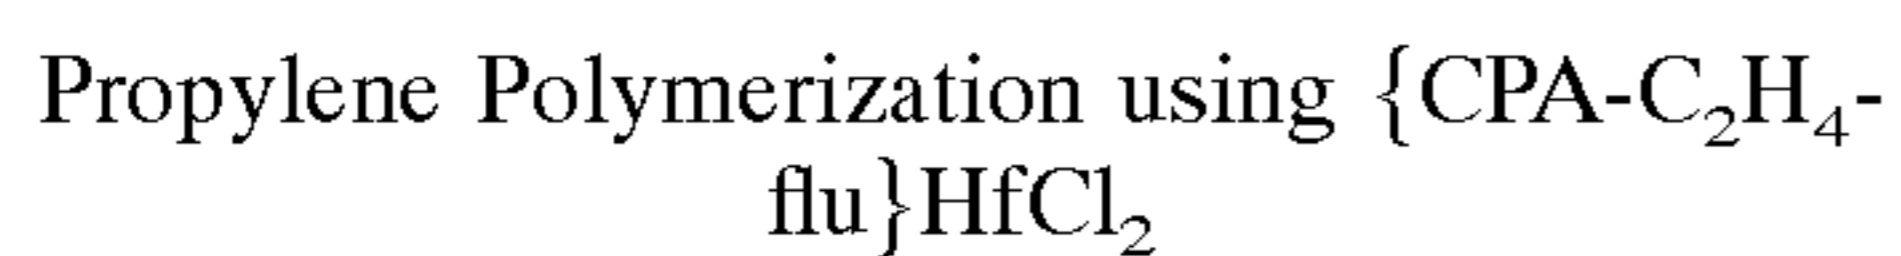 Propylene Polymerization using {CPA-C₂H₄-
flu}HfCl₂